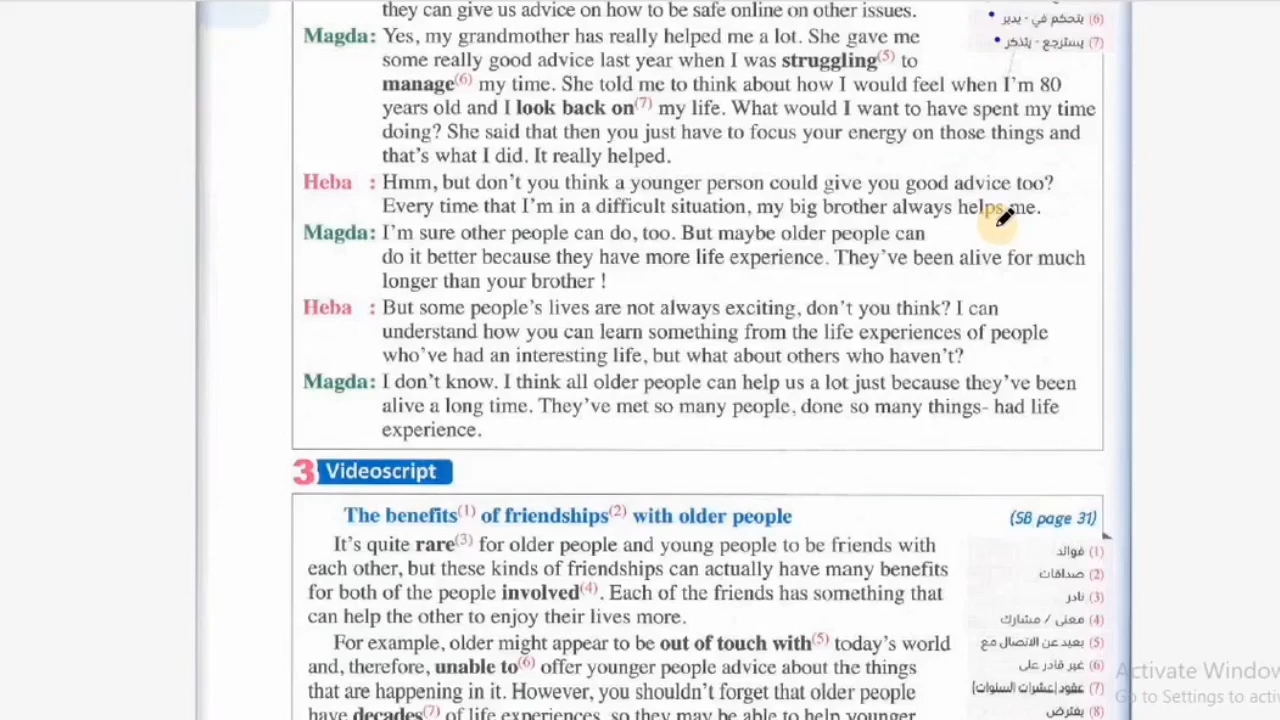 they can give us advice on how to be safe online on other issues.
(6) يتحكم في - يدير
(7) يسترجع - يتذكر
Magda: Yes, my grandmother has really helped me a lot. She gave me
some really good advice last year when I was struggling(5) to
manage(6) my time. She told me to think about how I would feel when I'm 80
years old and I look back on(7) my life. What would I want to have spent my time
doing? She said that then you just have to focus your energy on those things and
that's what I did. It really helped.
Heba : Hmm, but don't you think a younger person could give you good advice too?
Every time that I'm in a difficult situation, my big brother always helps me.
Magda: I'm sure other people can do, too. But maybe older people can
do it better because they have more life experience. They've been alive for much
longer than your brother !
Heba : But some people's lives are not always exciting, don't you think? I can
understand how you can learn something from the life experiences of people
who've had an interesting life, but what about others who haven't?
Magda: I don't know. I think all older people can help us a lot just because they've been
alive a long time. They've met so many people, done so many things- had life
experience.
3 Videoscript
The benefits(1) of friendships(2) with older people
(SB page 31)
It's quite rare(3) for older people and young people to be friends with
each other, but these kinds of friendships can actually have many benefits
for both of the people involved(4). Each of the friends has something that
can help the other to enjoy their lives more.
For example, older might appear to be out of touch with(5) today's world
and, therefore, unable to(6) offer younger people advice about the things
that are happening in it. However, you shouldn't forget that older people
have decades(7) of life experiences, so they may be able to help younger
(1) فوائد
(2) صداقات
(3) نادر
(4) معنى / مشارك
(5) بعيد عن الاتصال مع
(6) غير قادر على
(7) عقود (عشرات السنوات)
(8) يفترض
Activate Window
Go to Settings to activ